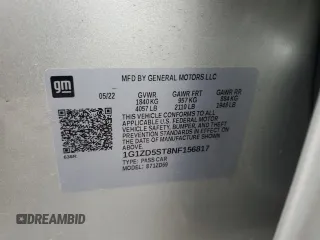 gm
MFD BY GENERAL MOTORS LLC
05/22 GVWR GAWR FRT GAWR RR
1840 KG 957 KG 884 KG
4057 LB 2110 LB 1948 LB
THIS VEHICLE CONFORMS TO ALL
APPLICABLE U.S. FEDERAL MOTOR
VEHICLE SAFETY, BUMPER, AND THEFT
PREVENTION STANDARDS IN EFFECT ON
THE DATE OF MANUFACTURE SHOWN ABOVE.
1G1ZD5ST8NF156817
TYPE: PASS CAR
MODEL:
DREAMBID